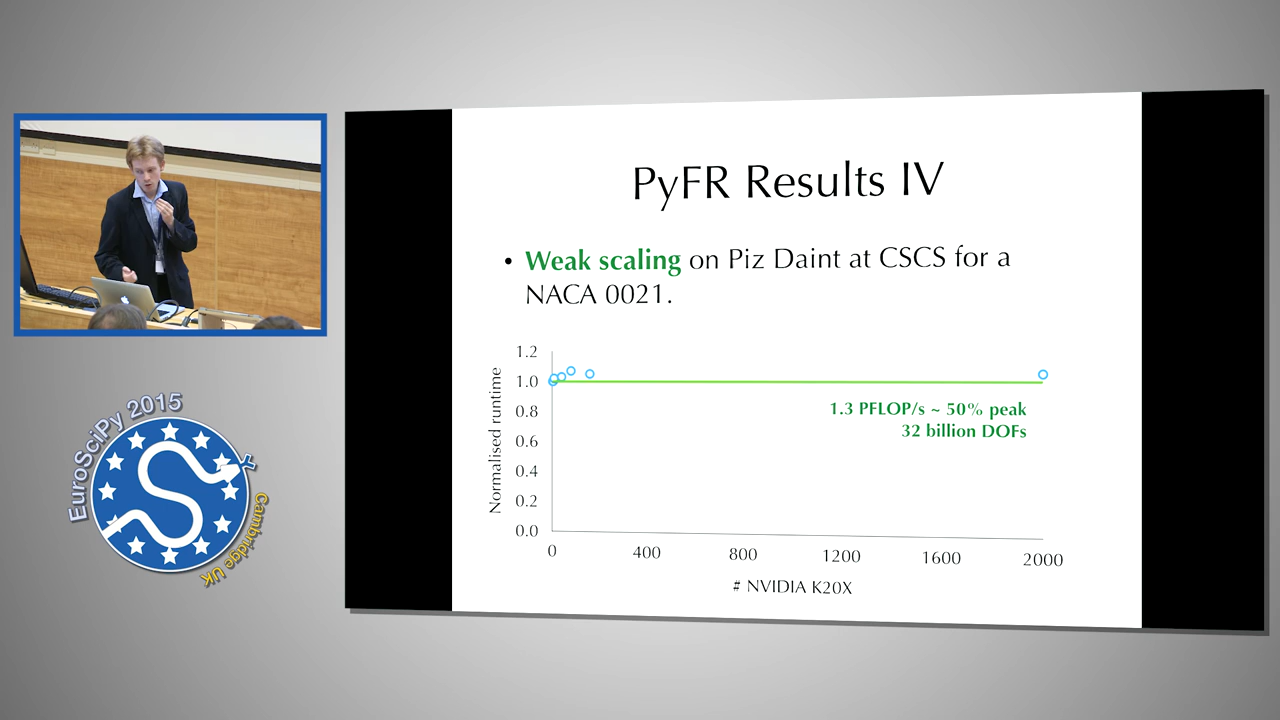 PyFR Results IV
• Weak scaling on Piz Daint at CSCS for a
NACA 0021.
Normalised runtime
1.2
1.0
0.8
0.6
0.4
0.2
0.0
1.3 PFLOP/s ~ 50% peak
32 billion DOFs
0 400 800 1200 1600 2000
# NVIDIA K20X
EuroSciPy 2015
Cambridge UK